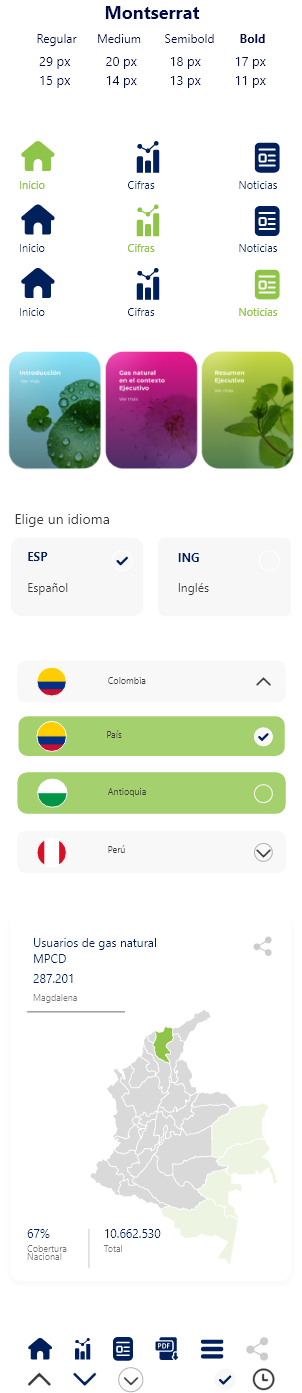 Montserrat
Regular Medium Semibold Bold
29 px 20 px 18 px 17 px
15 px 14 px 13 px 11 px
Inicio Cifras Noticias
Inicio Cifras Noticias
Inicio Cifras Noticias
Introducción
Ver más
Gas natural
en el contexto
Ejecutivo
Ver más
Resumen
Ejecutivo
Ver más
Elige un idioma
ESP
Español
ING
Inglés
Colombia
País
Antioquia
Perú
Usuarios de gas natural
MPCD
287.201
Magdalena
67%
Cobertura
Nacional
10.662.530
Total
PDF